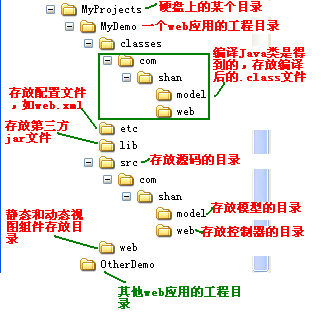 MyProjects 硬盘上的某个目录
MyDemo 一个web应用的工程目录
classes
com
shan
model
web
编译Java类是得
到的，存放编译
后的.class文件
存放配置文件
，如web.xml
etc
存放第三方
jar文件
lib
src 存放源码的目录
com
shan
model 存放模型的目录
web 存放控制器的目录
静态和动态视
图组件存放目
录
web
OtherDemo
其他web应用的工程目
录